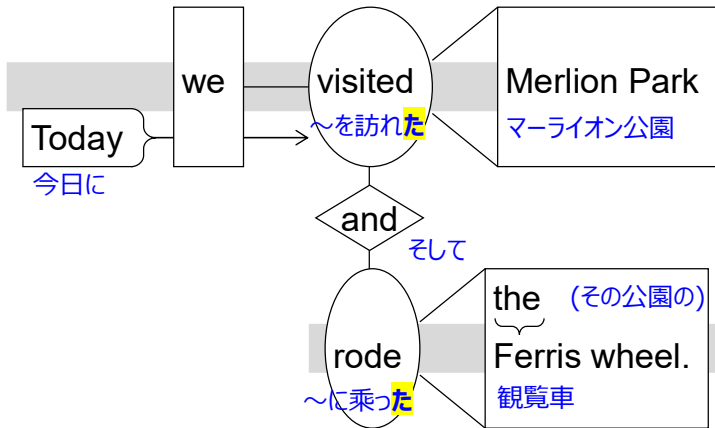 we visited Merlion Park
～を訪れた マーライオン公園
Today
今日に
and
そして
the (その公園の)
rode Ferris wheel.
～に乗った 観覧車